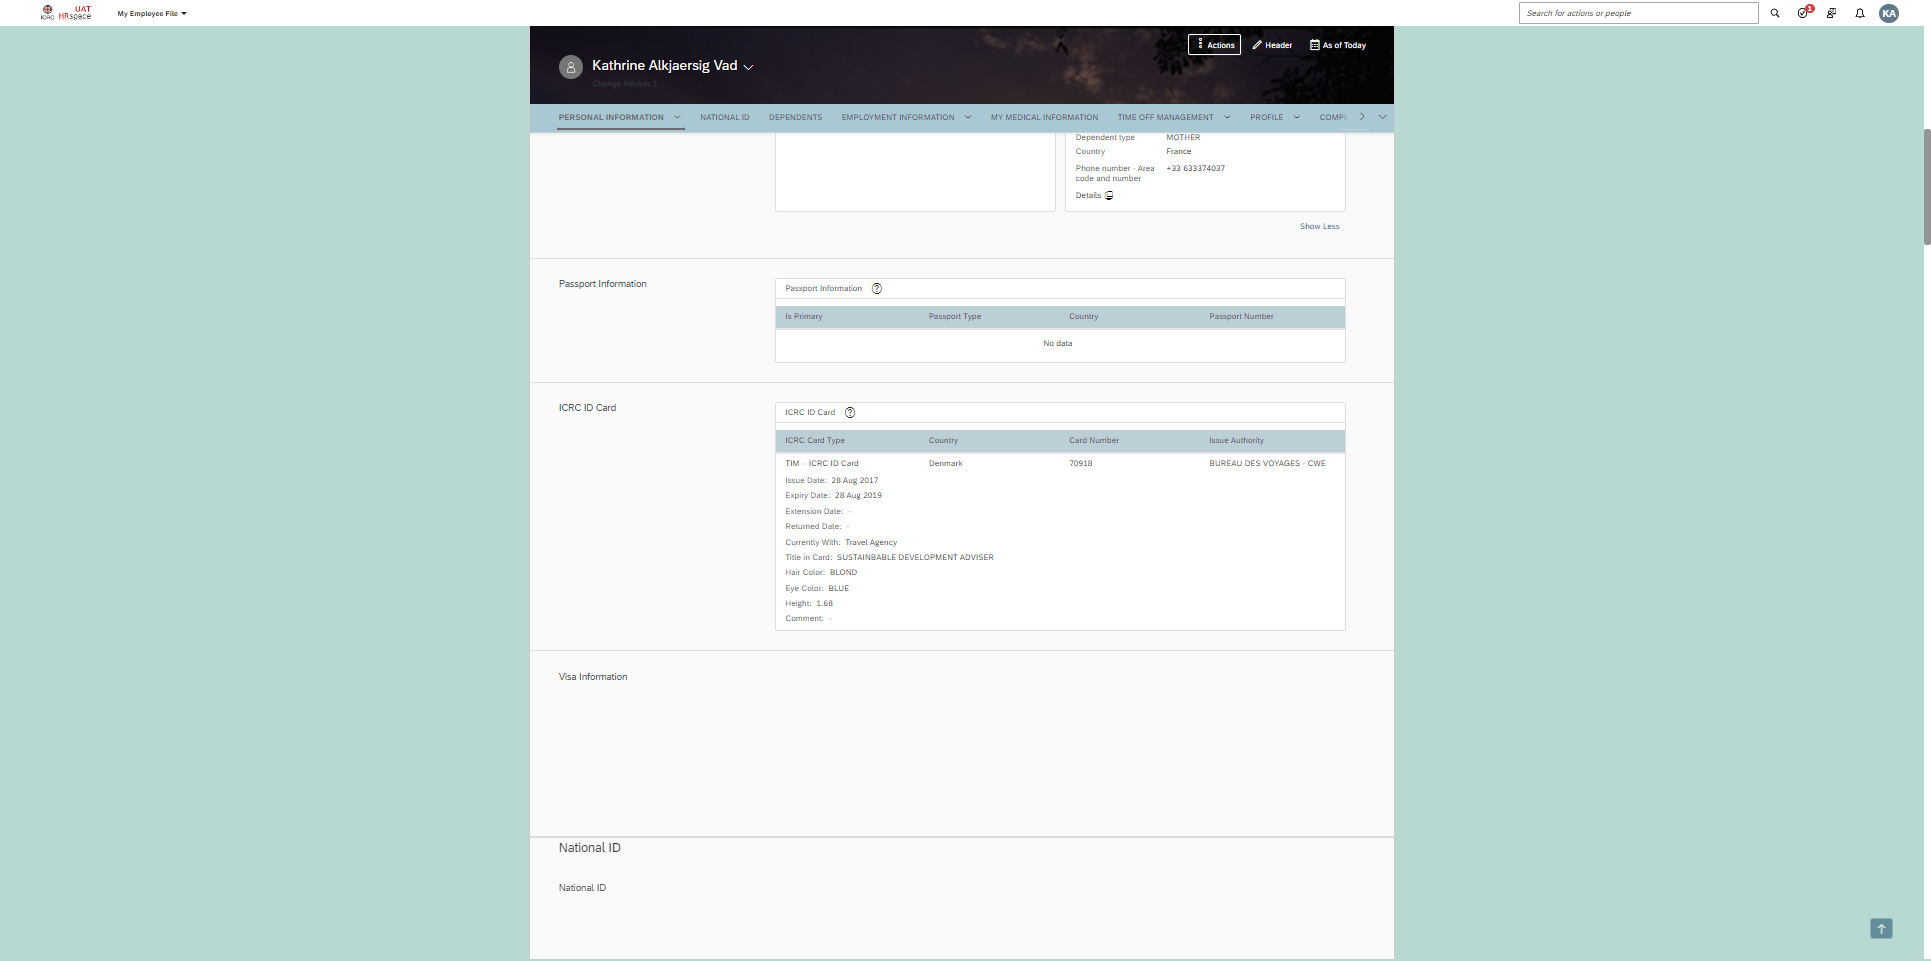 UAT
ICRC HRspace
My Employee File
Search for actions or people
1
KA
Actions
Header
As of Today
Kathrine Alkjaersig Vad
Change Adviser 1
PERSONAL INFORMATION
NATIONAL ID
DEPENDENTS
EMPLOYMENT INFORMATION
MY MEDICAL INFORMATION
TIME OFF MANAGEMENT
PROFILE
COMPE
Dependent type MOTHER
Country France
Phone number - Area +33 633374037
code and number
Details
Show Less
Passport Information
Passport Information ?
Is Primary Passport Type Country Passport Number
No data
ICRC ID Card
ICRC ID Card ?
ICRC Card Type Country Card Number Issue Authority
TIM - ICRC ID Card Denmark 70918 BUREAU DES VOYAGES - CWE
Issue Date: 28 Aug 2017
Expiry Date: 28 Aug 2019
Extension Date: -
Returned Date: -
Currently With: Travel Agency
Title in Card: SUSTAINBABLE DEVELOPMENT ADVISER
Hair Color: BLOND
Eye Color: BLUE
Height: 1.68
Comment: -
Visa Information
National ID
National ID